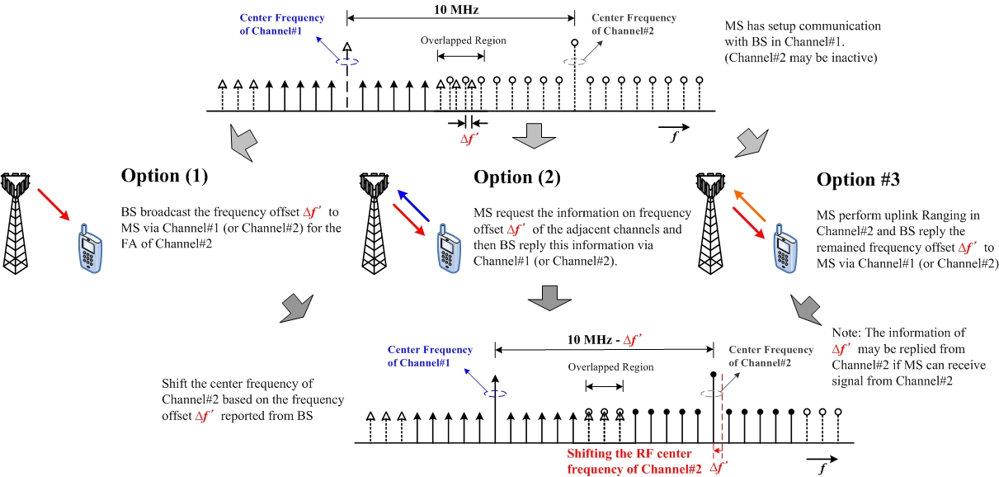 10 MHz
Center Frequency
of Channel#1
Center Frequency
of Channel#2
Overlapped Region
MS has setup communication
with BS in Channel#1.
(Channel#2 may be inactive)
Δf'
f
Option (1)
BS broadcast the frequency offset Δf' to
MS via Channel#1 (or Channel#2) for the
FA of Channel#2
Option (2)
MS request the information on frequency
offset Δf' of the adjacent channels and
then BS reply this information via
Channel#1 (or Channel#2).
Option #3
MS perform uplink Ranging in
Channel#2 and BS reply the
remained frequency offset Δf' to
MS via Channel#1 (or Channel#2)
Shift the center frequency of
Channel#2 based on the frequency
offset Δf' reported from BS
10 MHz - Δf'
Center Frequency
of Channel#1
Overlapped Region
Center Frequency
of Channel#2
Note: The information of
Δf' may be replied from
Channel#2 if MS can receive
signal from Channel#2
Shifting the RF center
frequency of Channel#2
Δf'
f